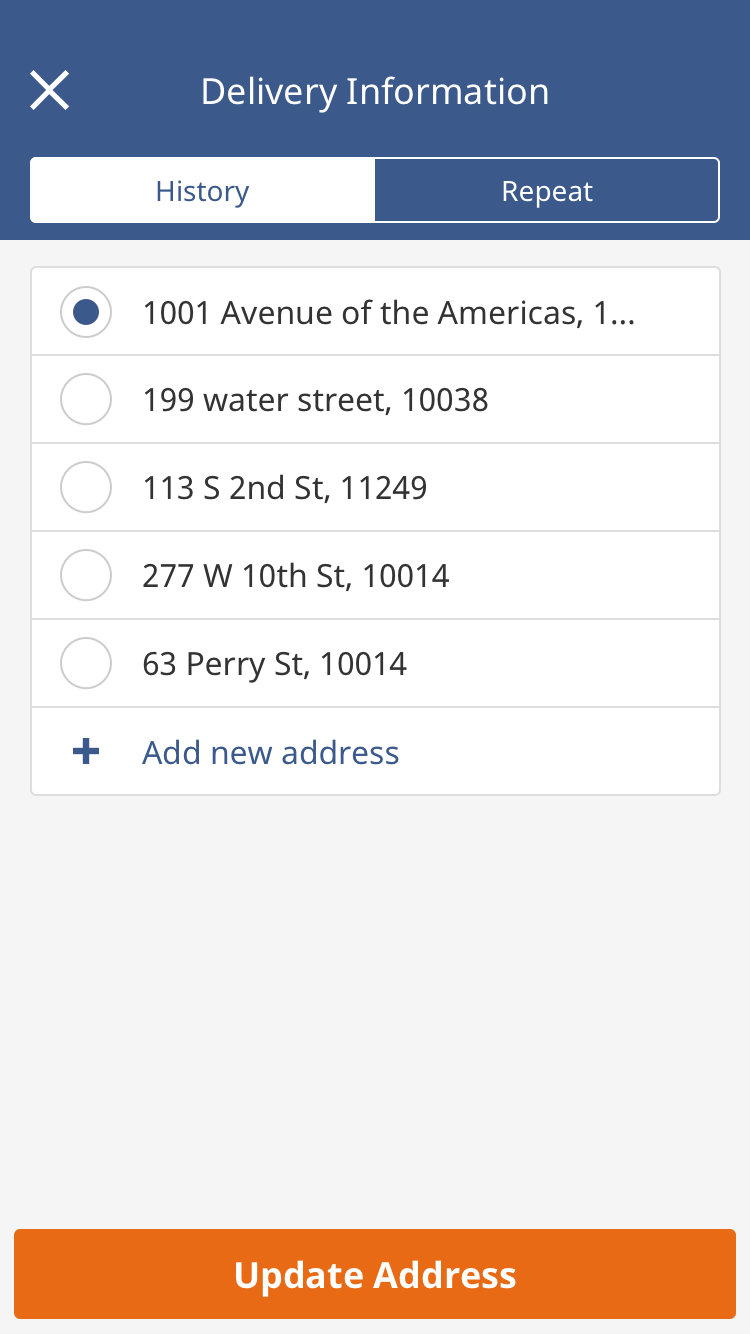 Delivery Information
History
Repeat
1001 Avenue of the Americas, 1...
199 water street, 10038
113 S 2nd St, 11249
277 W 10th St, 10014
63 Perry St, 10014
Add new address
Update Address